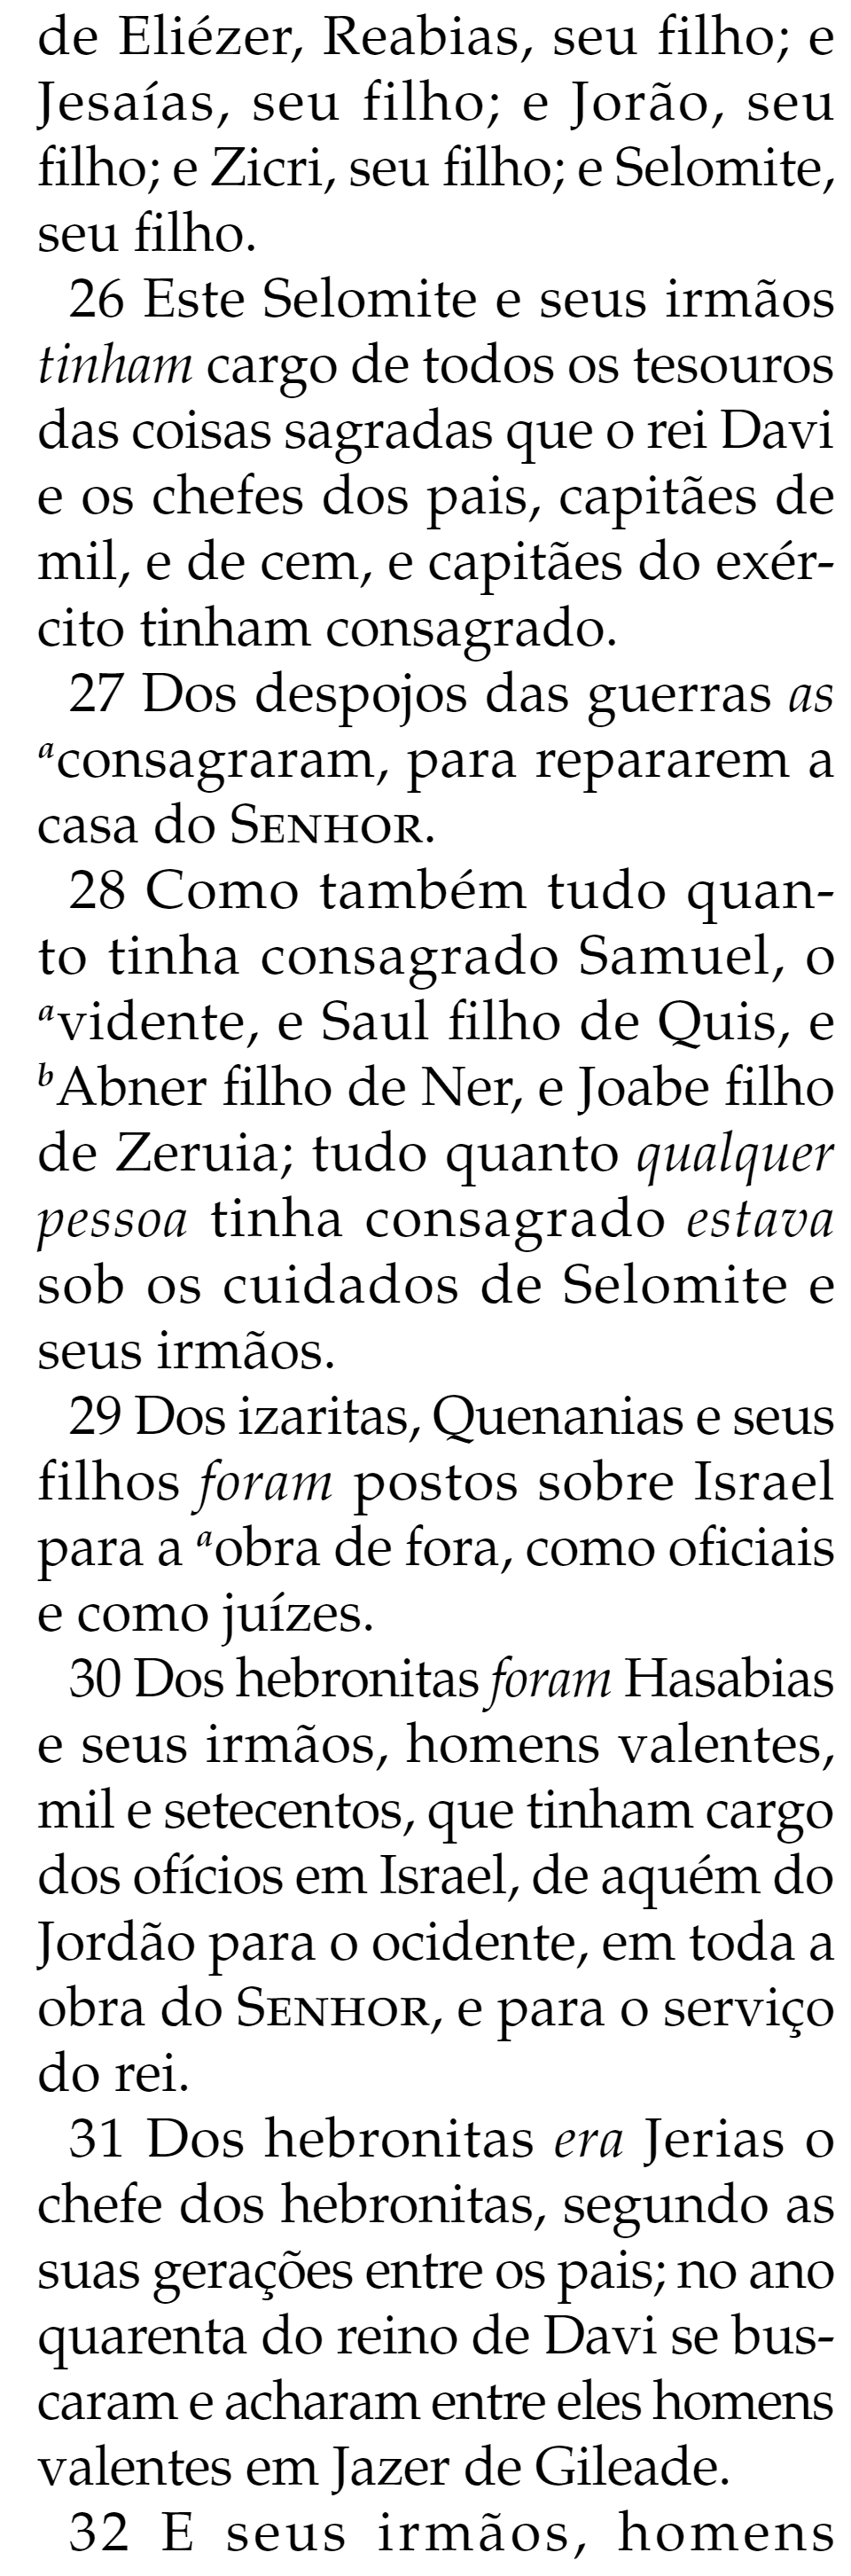 de Eliézer, Reabias, seu filho; e
Jesaías, seu filho; e Jorão, seu
filho; e Zicri, seu filho; e Selomite,
seu filho.
26 Este Selomite e seus irmãos
tinham cargo de todos os tesouros
das coisas sagradas que o rei Davi
e os chefes dos pais, capitães de
mil, e de cem, e capitães do exér-
cito tinham consagrado.
27 Dos despojos das guerras as
aconsagraram, para repararem a
casa do SENHOR.
28 Como também tudo quan-
to tinha consagrado Samuel, o
avidente, e Saul filho de Quis, e
bAbner filho de Ner, e Joabe filho
de Zeruia; tudo quanto qualquer
pessoa tinha consagrado estava
sob os cuidados de Selomite e
seus irmãos.
29 Dos izaritas, Quenanias e seus
filhos foram postos sobre Israel
para a aobra de fora, como oficiais
e como juízes.
30 Dos hebronitas foram Hasabias
e seus irmãos, homens valentes,
mil e setecentos, que tinham cargo
dos ofícios em Israel, de aquém do
Jordão para o ocidente, em toda a
obra do SENHOR, e para o serviço
do rei.
31 Dos hebronitas era Jerias o
chefe dos hebronitas, segundo as
suas gerações entre os pais; no ano
quarenta do reino de Davi se bus-
caram e acharam entre eles homens
valentes em Jazer de Gileade.
32 E seus irmãos, homens